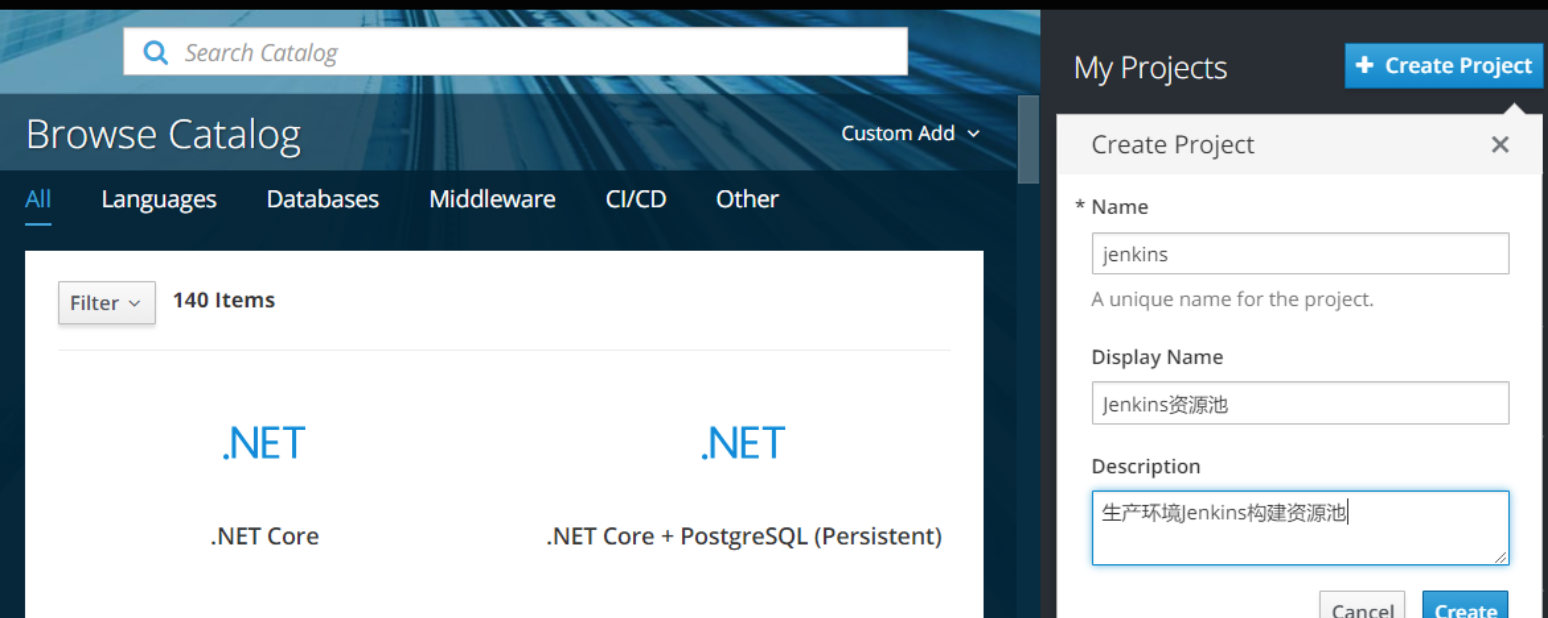 Search Catalog
Browse Catalog
Custom Add
All Languages Databases Middleware CI/CD Other
Filter 140 Items
.NET .NET
.NET Core .NET Core + PostgreSQL (Persistent)
My Projects + Create Project
Create Project
* Name
jenkins
A unique name for the project.
Display Name
Jenkins资源池
Description
生产环境Jenkins构建资源池
Cancel Create